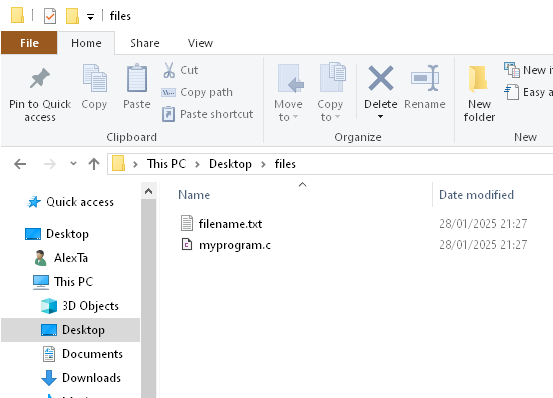 files
File Home Share View
Pin to Quick access
Copy
Paste
Cut
Copy path
Paste shortcut
Clipboard
Move to
Copy to
Delete
Rename
Organize
New folder
New it
Easy a
New
This PC > Desktop > files
Name Date modified
filename.txt 28/01/2025 21:27
myprogram.c 28/01/2025 21:27
Quick access
Desktop
AlexTa
This PC
3D Objects
Desktop
Documents
Downloads